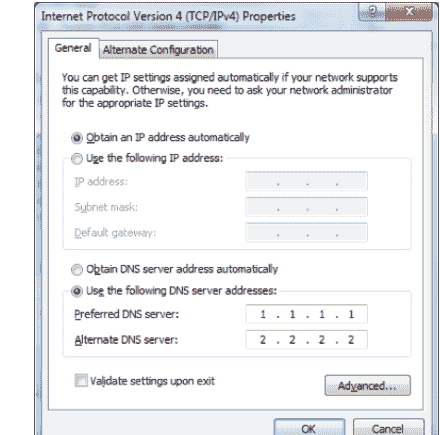 Internet Protocol Version 4 (TCP/IPv4) Properties
General
Alternate Configuration
You can get IP settings assigned automatically if your network supports
this capability. Otherwise, you need to ask your network administrator
for the appropriate IP settings.
Obtain an IP address automatically
Use the following IP address:
IP address:
. . .
Subnet mask:
. . .
Default gateway:
. . .
Obtain DNS server address automatically
Use the following DNS server addresses:
Preferred DNS server:
1 . 1 . 1 . 1
Alternate DNS server:
2 . 2 . 2 . 2
Validate settings upon exit
Advanced...
OK
Cancel